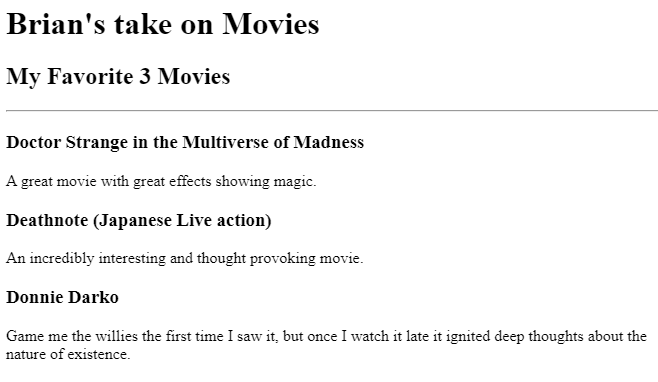 Brian's take on Movies
My Favorite 3 Movies
Doctor Strange in the Multiverse of Madness
A great movie with great effects showing magic.
Deathnote (Japanese Live action)
An incredibly interesting and thought provoking movie.
Donnie Darko
Game me the willies the first time I saw it, but once I watch it late it ignited deep thoughts about the
nature of existence.